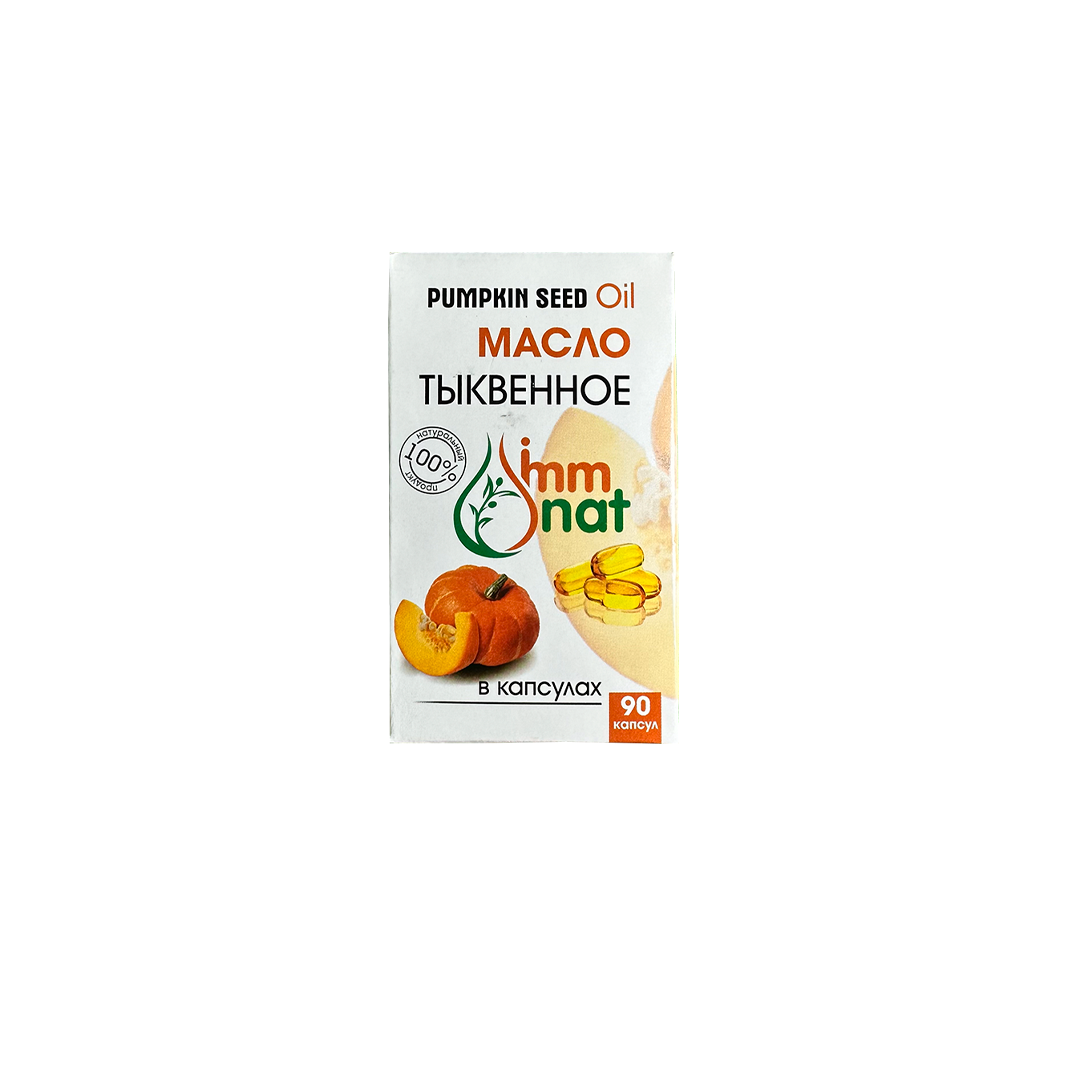 PUMPKIN SEED Oil
МАСЛО
ТЫКВЕННОЕ
натуральный
100%
продукт
imm
nat
в капсулах
90
капсул